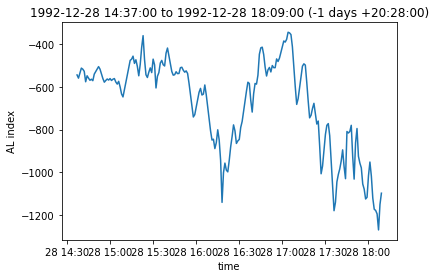 1992-12-28 14:37:00 to 1992-12-28 18:09:00 (-1 days +20:28:00)
AL index
−400
−600
−800
−1000
−1200
28 14:30 28 15:00 28 15:30 28 16:00 28 16:30 28 17:00 28 17:30 28 18:00
time